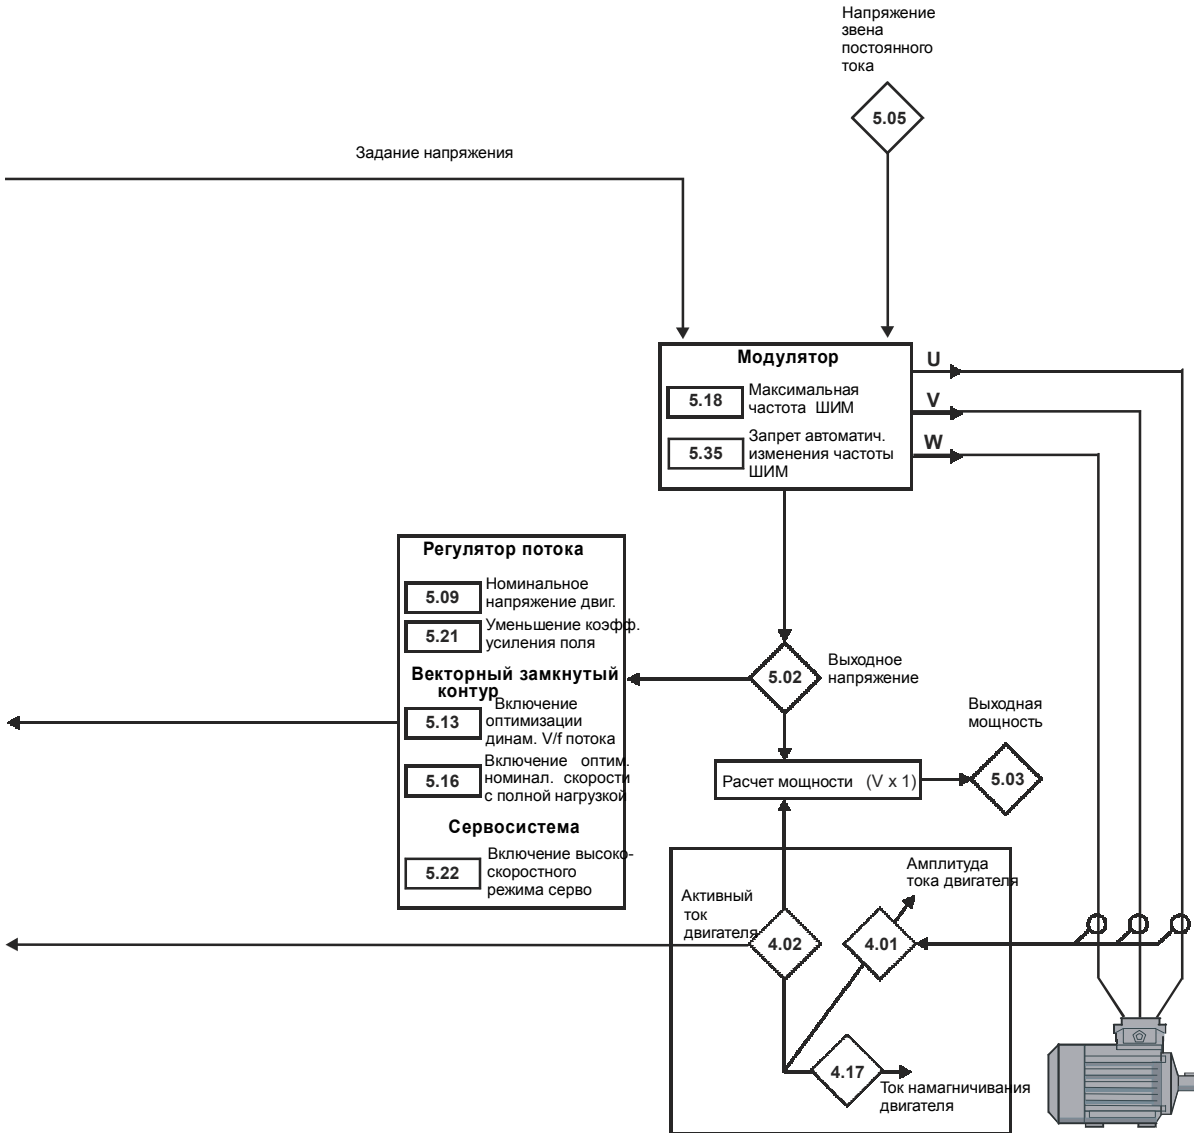 Напряжение
звена
постоянного
тока
5.05
Задание напряжения
Модулятор
5.18
Максимальная
частота ШИМ
5.35
Запрет автоматич.
изменения частоты
ШИМ
U
V
W
Регулятор потока
5.09
Номинальное
напряжение двиг.
5.21
Уменьшение коэфф.
усиления поля
Векторный замкнутый
контур
5.13
Включение
оптимизации
динам. V/f потока
5.16
Включение оптим.
номинал. скорости
с полной нагрузкой
Сервосистема
5.22
Включение высоко-
скоростного
режима серво
5.02
Выходное
напряжение
Выходная
мощность
Расчет мощности (V x 1)
5.03
Амплитуда
тока двигателя
Активный
ток
двигателя
4.02
4.01
4.17
Ток намагничивания
двигателя